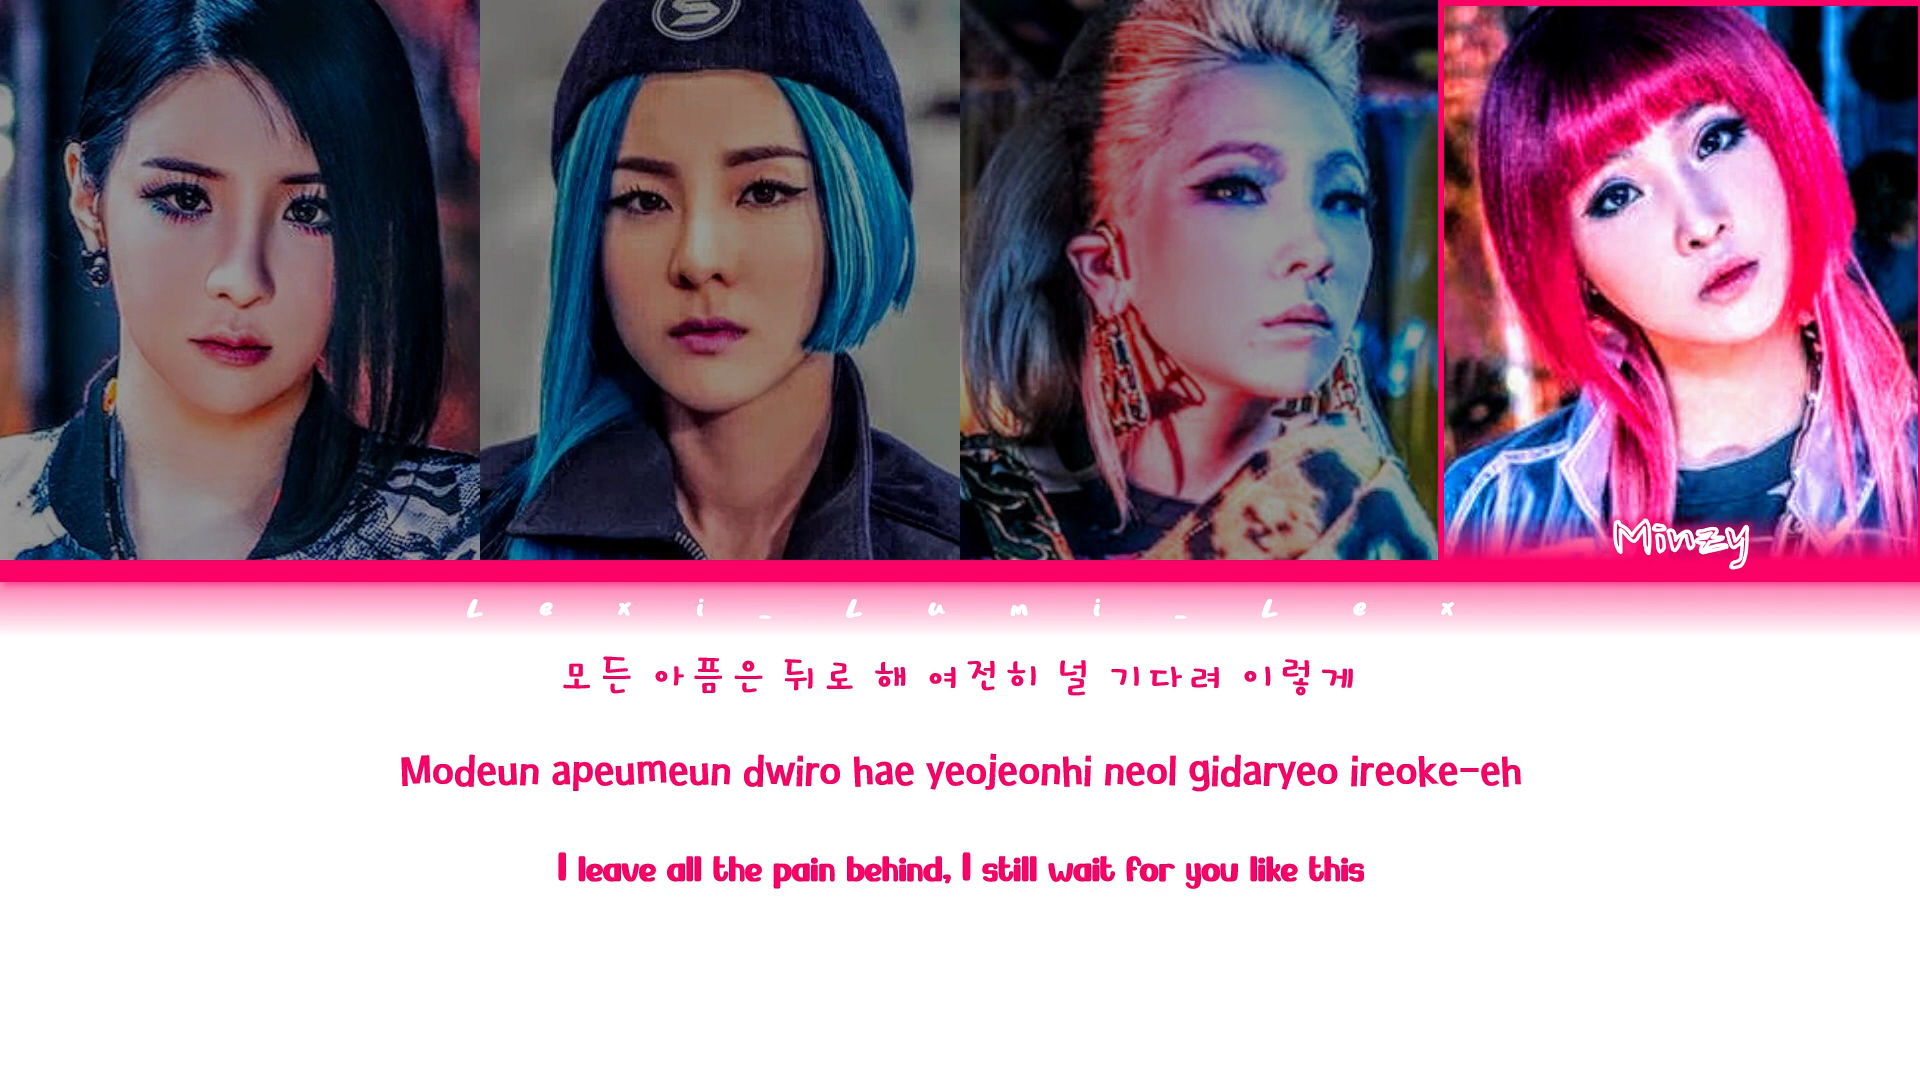 S
Minzy
Lexi_Lumi_Lex
모든 아픔은 뒤로 해 여전히 널 기다려 이렇게
Modeun apeumeun dwiro hae yeojeonhi neol gidaryeo ireoke-eh
I leave all the pain behind, I still wait for you like this